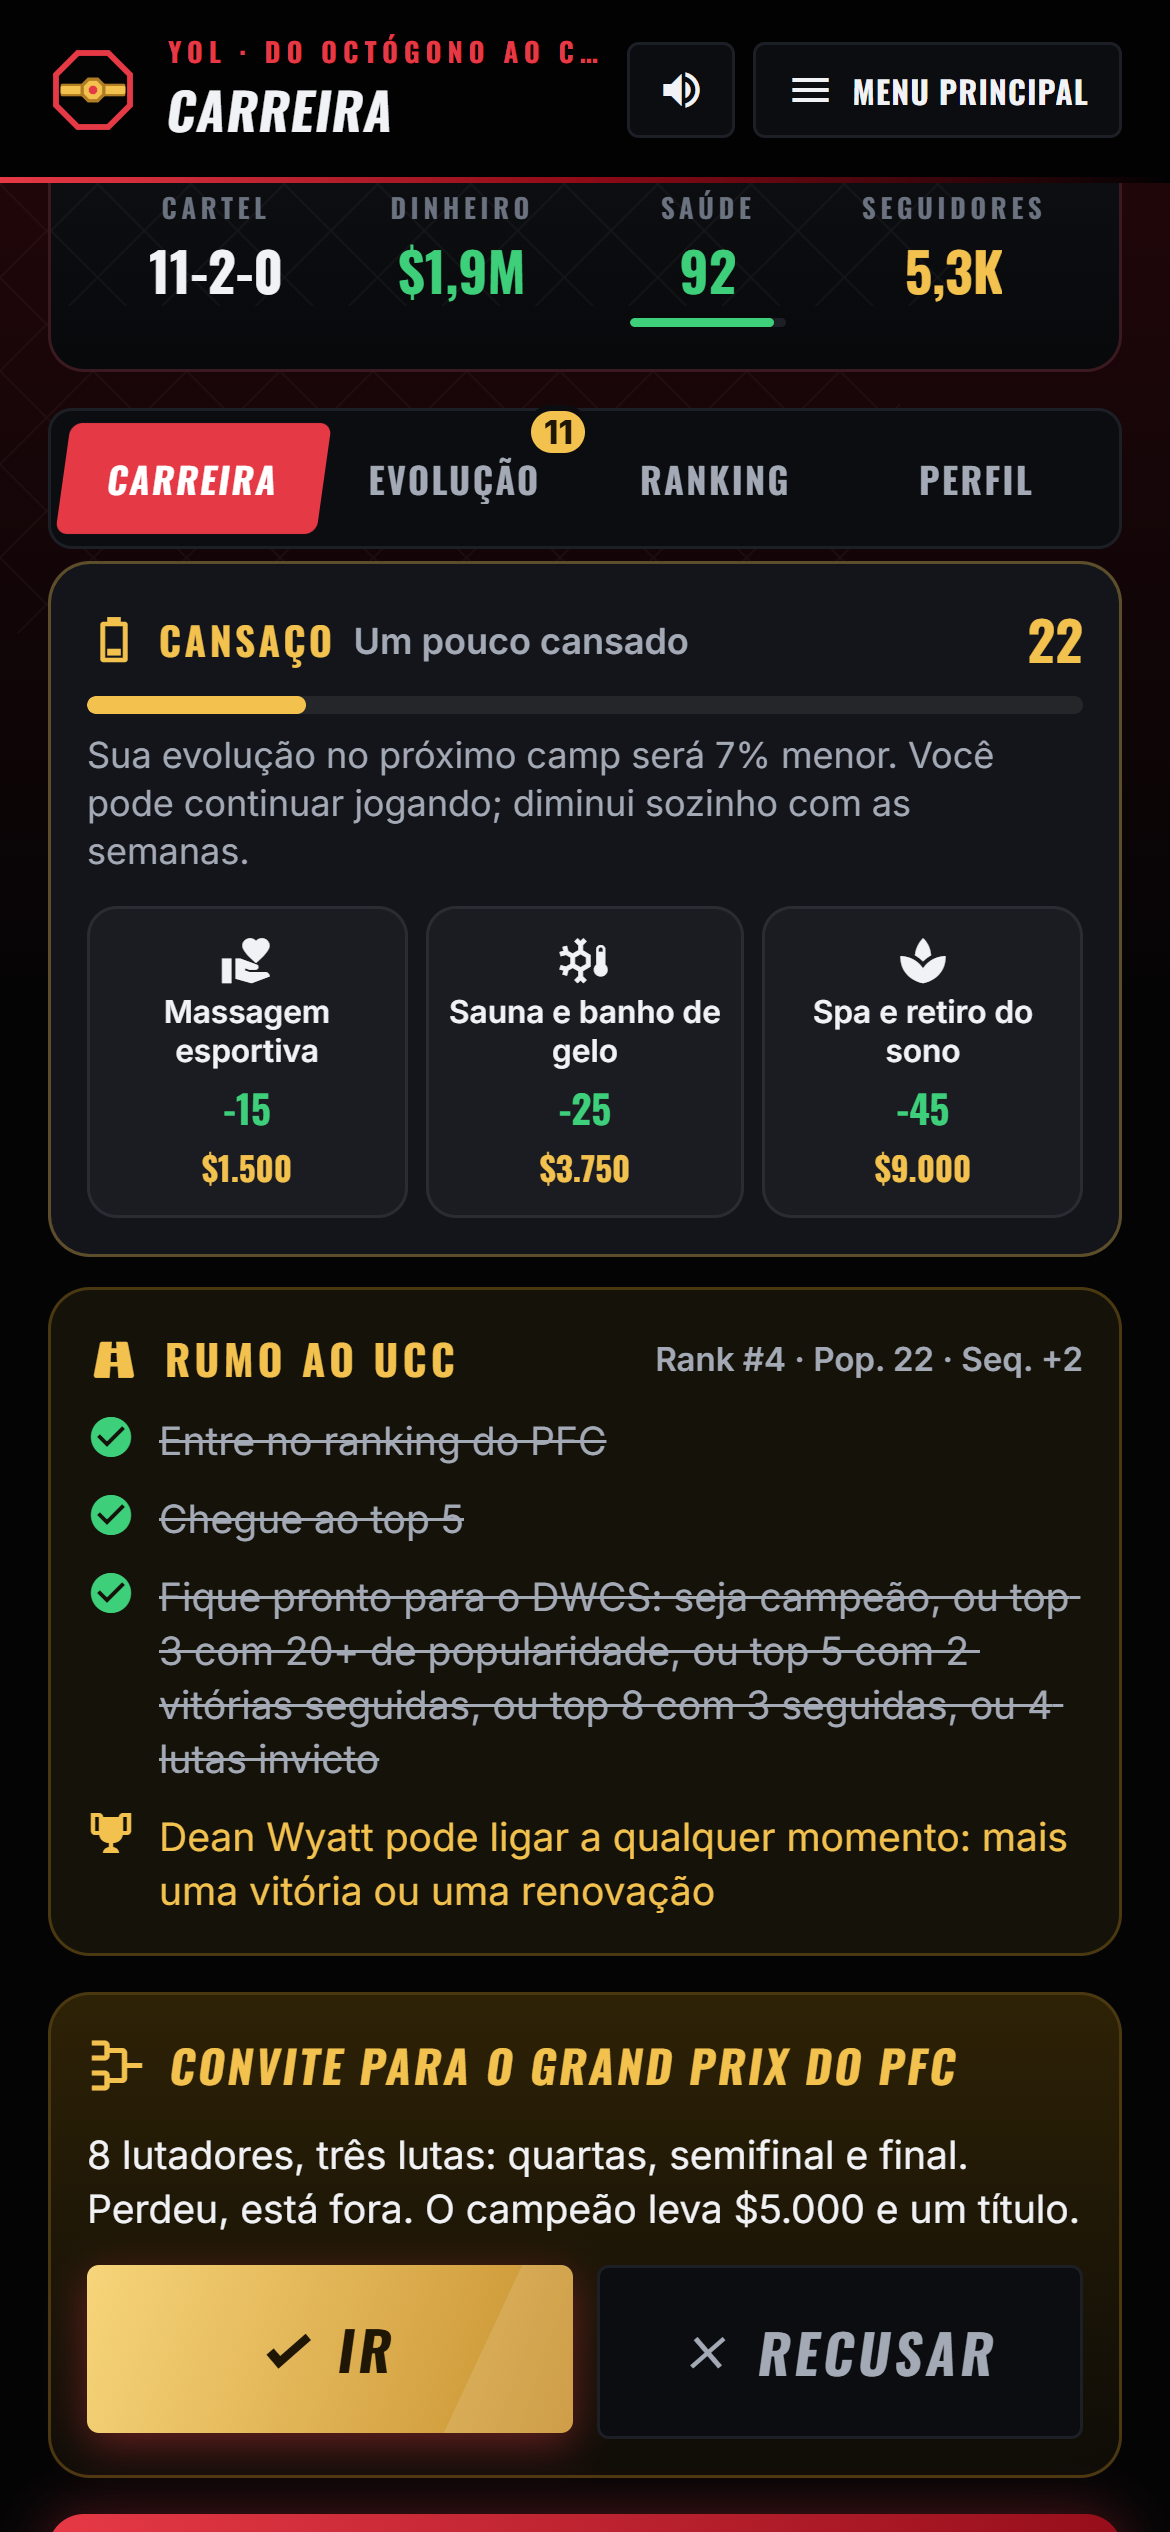 YOL · DO OCTÓGONO AO C…
CARREIRA
MENU PRINCIPAL
CARTEL
DINHEIRO
SAÚDE
SEGUIDORES
11-2-0
$1,9M
92
5,3K
CARREIRA
EVOLUÇÃO
11
RANKING
PERFIL
CANSAÇO Um pouco cansado
22
Sua evolução no próximo camp será 7% menor. Você
pode continuar jogando; diminui sozinho com as
semanas.
Massagem
esportiva
-15
$1.500
Sauna e banho de
gelo
-25
$3.750
Spa e retiro do
sono
-45
$9.000
RUMO AO UCC
Rank #4 · Pop. 22 · Seq. +2
Entre no ranking do PFC
Chegue ao top 5
Fique pronto para o DWCS: seja campeão, ou top
3 com 20+ de popularidade, ou top 5 com 2
vitórias seguidas, ou top 8 com 3 seguidas, ou 4
lutas invicto
Dean Wyatt pode ligar a qualquer momento: mais
uma vitória ou uma renovação
CONVITE PARA O GRAND PRIX DO PFC
8 lutadores, três lutas: quartas, semifinal e final.
Perdeu, está fora. O campeão leva $5.000 e um título.
IR
RECUSAR